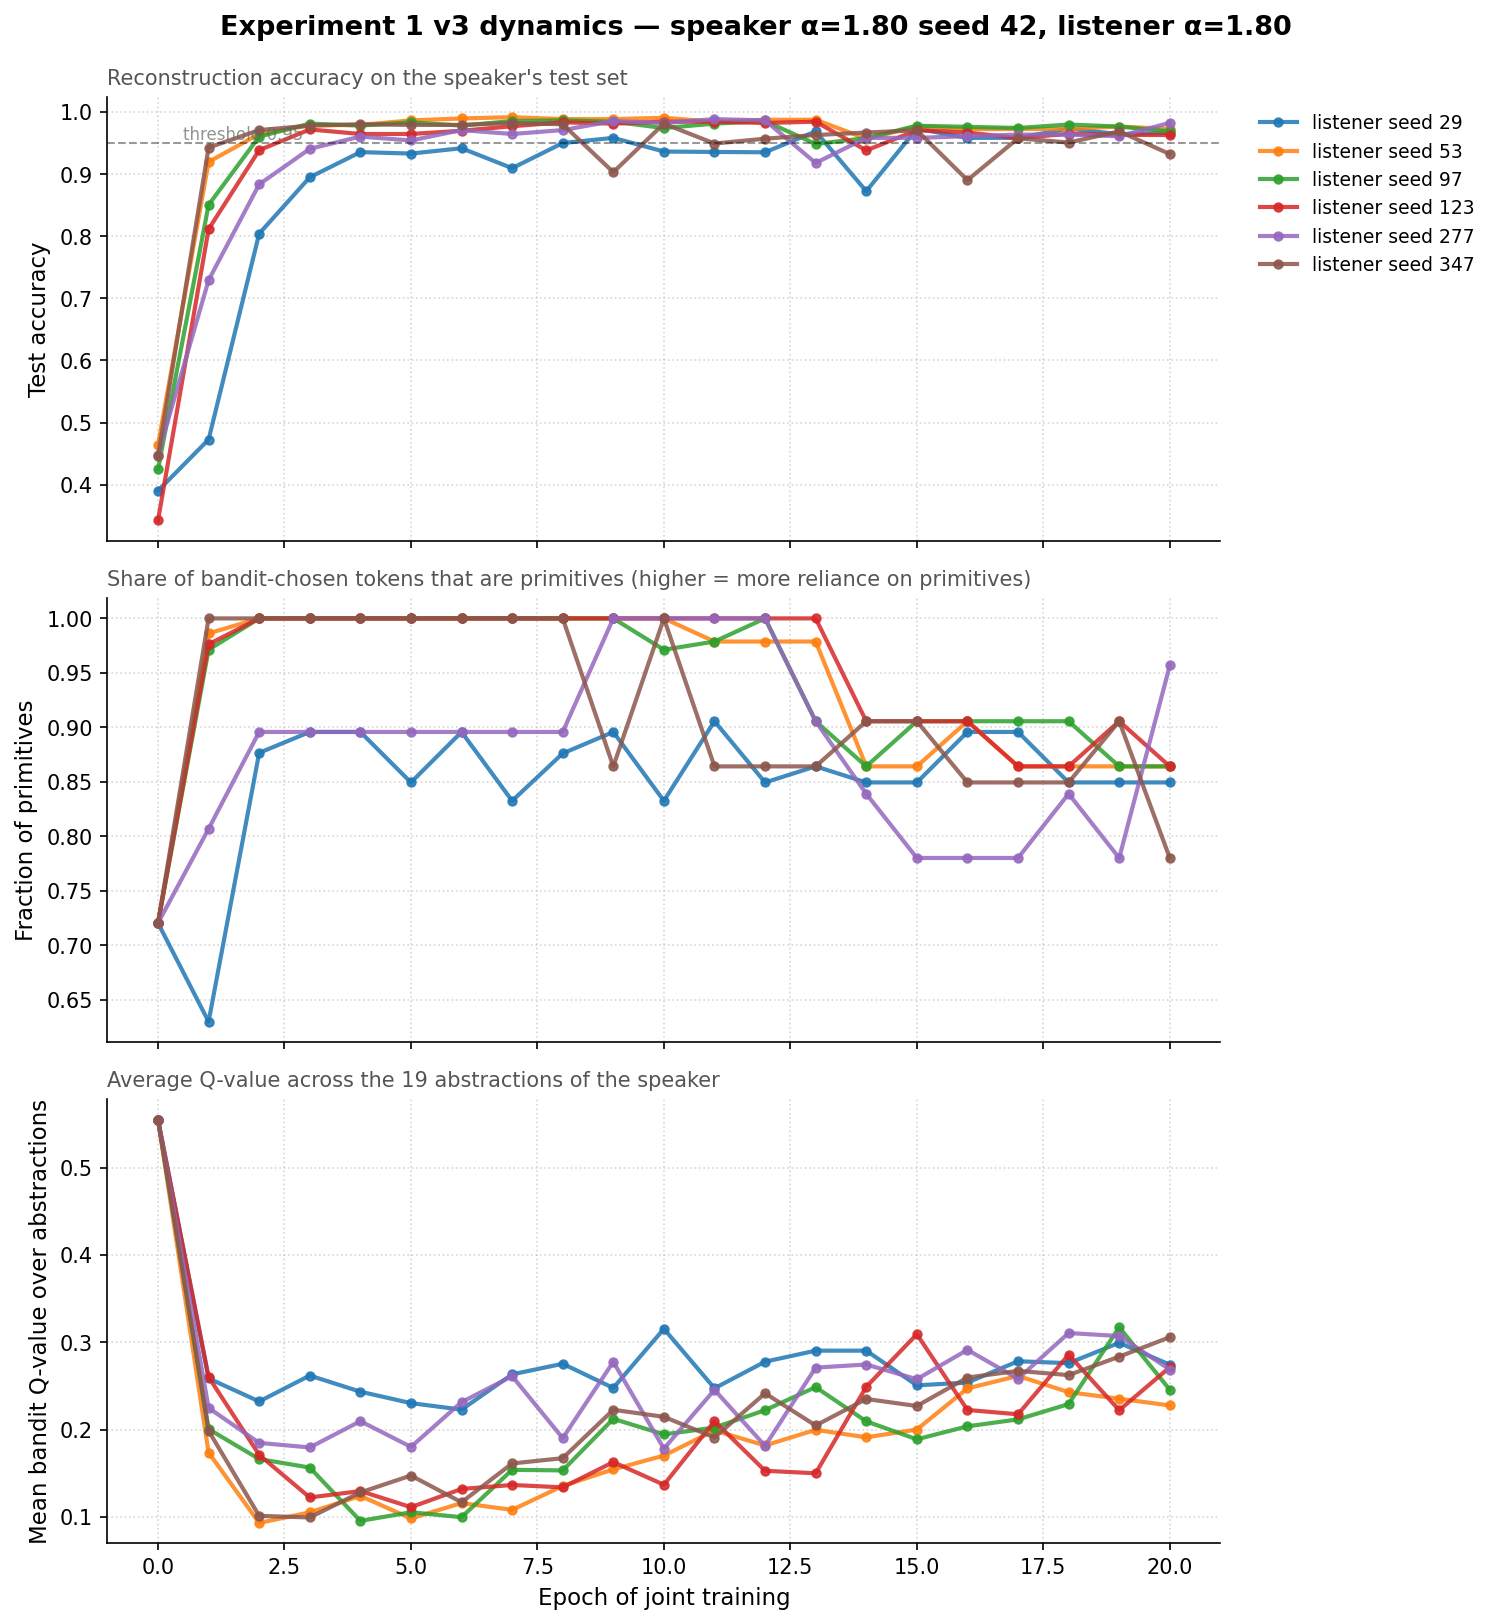 Experiment 1 v3 dynamics — speaker α=1.80 seed 42, listener α=1.80
Reconstruction accuracy on the speaker's test set
Test accuracy
1.0
0.9
0.8
0.7
0.6
0.5
0.4
threshold 0.95
listener seed 29
listener seed 53
listener seed 97
listener seed 123
listener seed 277
listener seed 347
Share of bandit-chosen tokens that are primitives (higher = more reliance on primitives)
Fraction of primitives
1.00
0.95
0.90
0.85
0.80
0.75
0.70
0.65
Average Q-value across the 19 abstractions of the speaker
Mean bandit Q-value over abstractions
0.5
0.4
0.3
0.2
0.1
0.0 2.5 5.0 7.5 10.0 12.5 15.0 17.5 20.0
Epoch of joint training